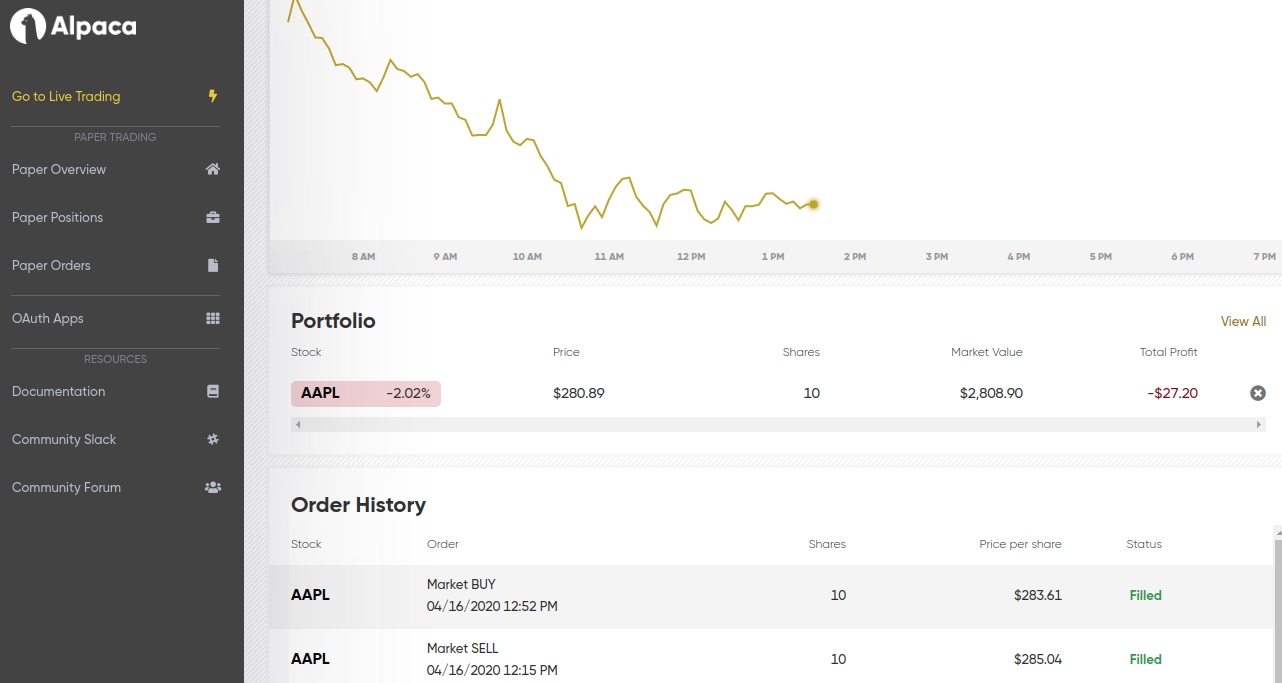 Alpaca
Go to Live Trading
PAPER TRADING
Paper Overview
Paper Positions
Paper Orders
OAuth Apps
RESOURCES
Documentation
Community Slack
Community Forum
8 AM 9 AM 10 AM 11 AM 12 PM 1 PM 2 PM 3 PM 4 PM 5 PM 6 PM 7 PM
Portfolio View All
Stock Price Shares Market Value Total Profit
AAPL -2.02% $280.89 10 $2,808.90 -$27.20
Order History
Stock Order Shares Price per share Status
AAPL Market BUY 10 $283.61 Filled
04/16/2020 12:52 PM
AAPL Market SELL 10 $285.04 Filled
04/16/2020 12:15 PM